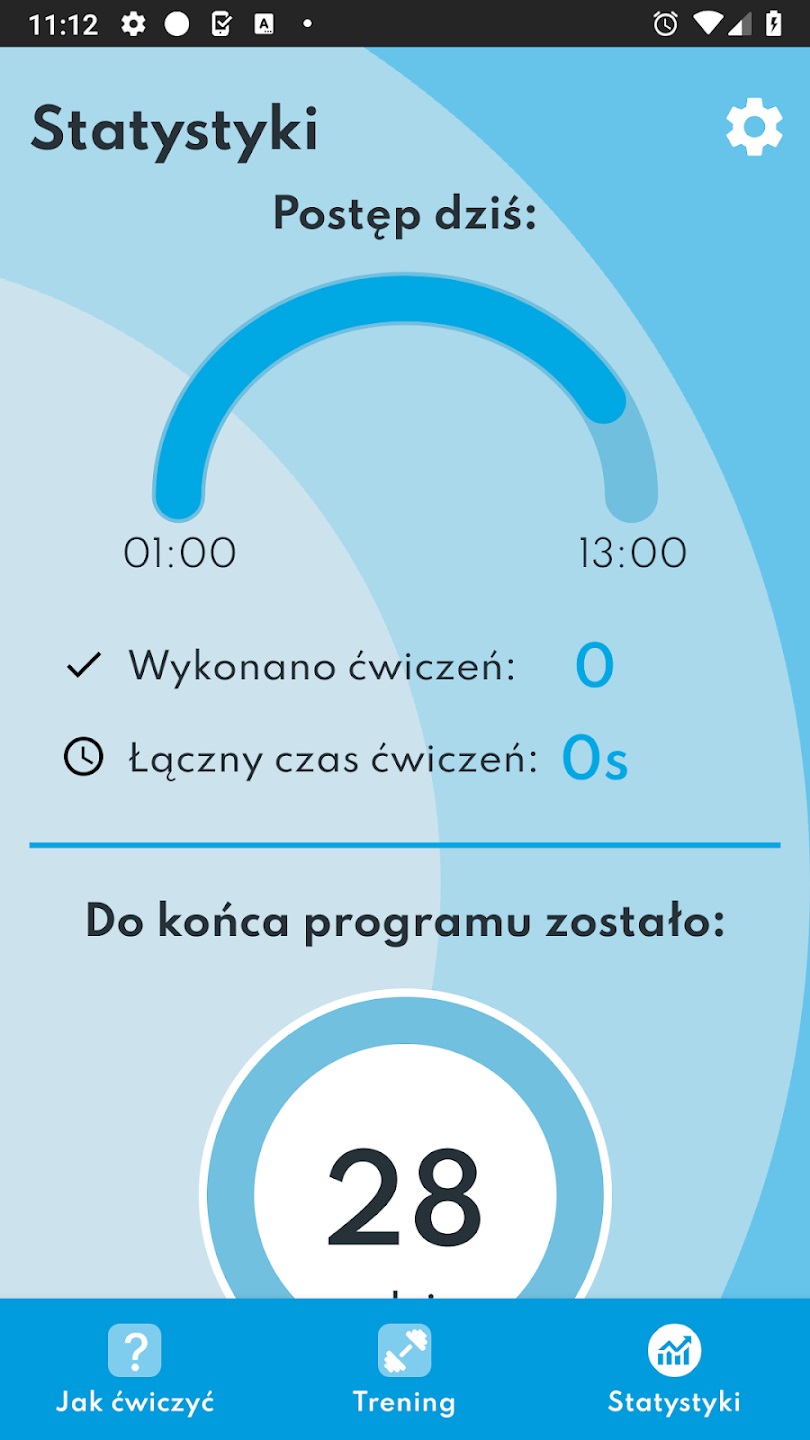 11:12
Statystyki
Postęp dziś:
01:00
13:00
Wykonano ćwiczeń: 0
Łączny czas ćwiczeń: 0s
Do końca programu zostało:
28
Jak ćwiczyć
Trening
Statystyki